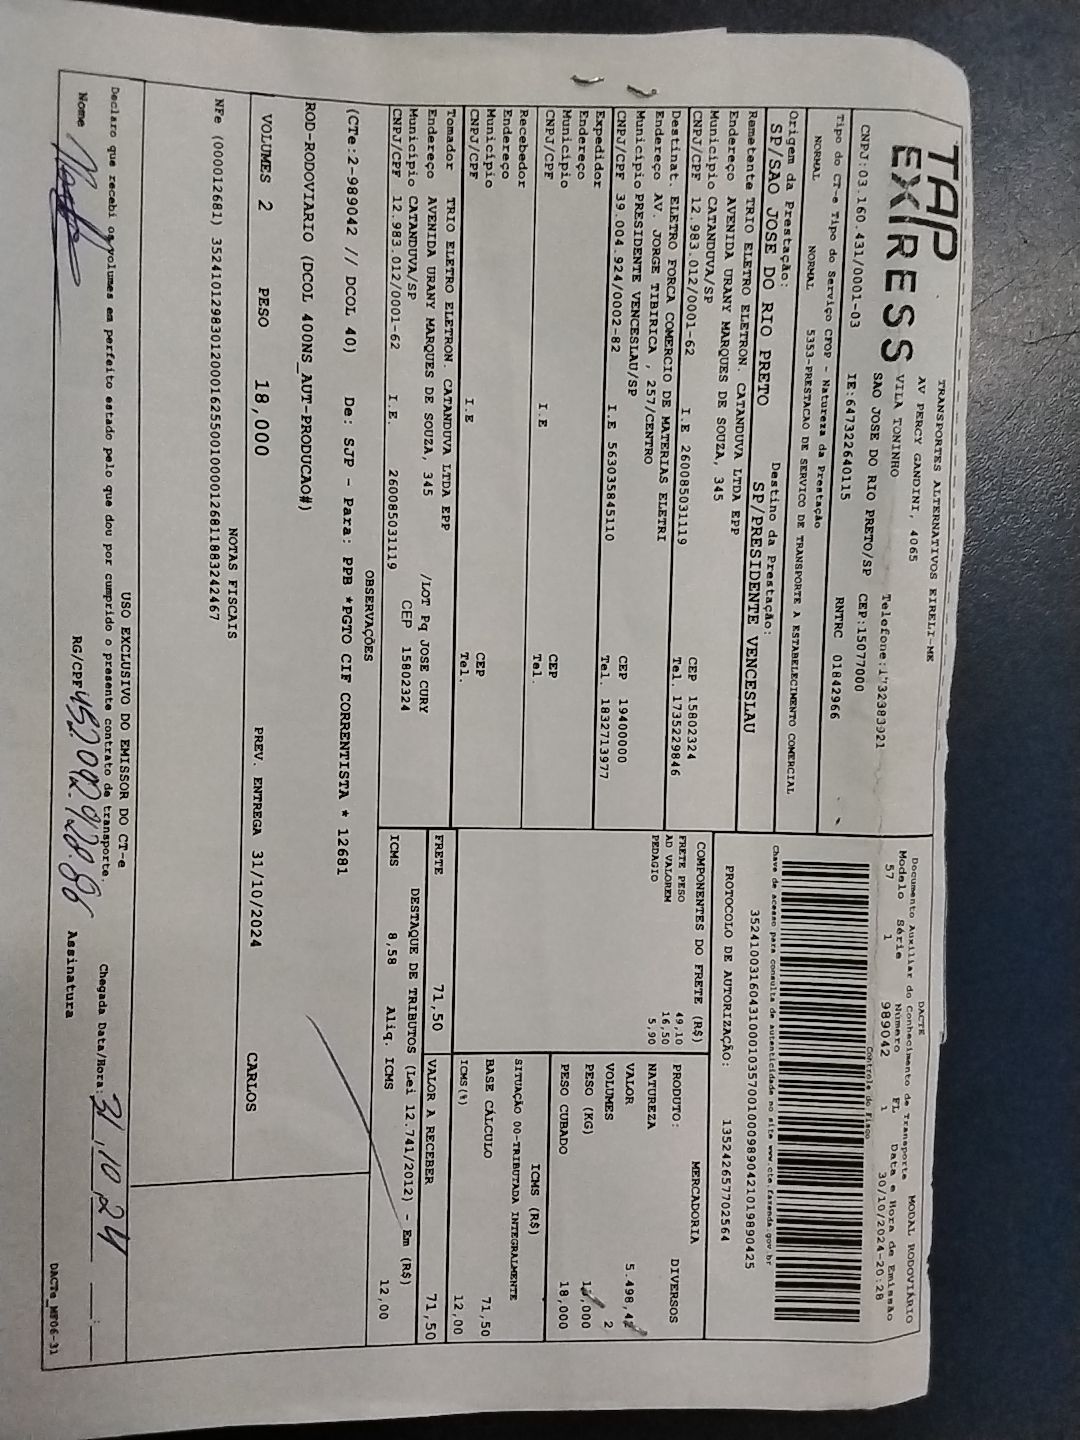 TAP
EXPRESS
TRANSPORTES ALTERNATIVOS EIRELI-ME
AV PERCY GANDINI, 4065
VILA TONINHO Telefone:1732383921
SAO JOSE DO RIO PRETO/SP CEP:15077000
CNPJ:03.160.431/0001-03 IE:647322640115 RNTRC 01842966
Tipo do CT-e Tipo do Serviço CFOP - Natureza da Prestação
NORMAL NORMAL 5353-PRESTACAO DE SERVICO DE TRANSPORTE A ESTABELECIMENTO COMERCIAL
Origem da Prestação: Destino da Prestação:
SP/SAO JOSE DO RIO PRETO SP/PRESIDENTE VENCESLAU
Remetente TRIO ELETRO ELETRON. CATANDUVA LTDA EPP
Endereço AVENIDA URANY MARQUES DE SOUZA, 345
Município CATANDUVA/SP CEP 15802324
CNPJ/CPF 12.983.012/0001-62 I.E 260085031119 Tel. 1735229846
Destinat. ELETRO FORCA COMERCIO DE MATERIAS ELETRI
Endereço AV. JORGE TIBIRICA , 257/CENTRO
Município PRESIDENTE VENCESLAU/SP CEP 19400000
CNPJ/CPF 39.004.924/0002-82 I.E 563035845110 Tel. 1832713977
Expedidor
Endereço
Município CEP
CNPJ/CPF I.E Tel.
Recebedor
Endereço
Município CEP
CNPJ/CPF I.E Tel.
Tomador TRIO ELETRO ELETRON. CATANDUVA LTDA EPP
Endereço AVENIDA URANY MARQUES DE SOUZA, 345 /LOT Pq JOSE CURY
Município CATANDUVA/SP CEP 15802324
CNPJ/CPF 12.983.012/0001-62 I.E. 260085031119
DACTE MODAL RODOVIÁRIO
Documento Auxiliar do Conhecimento de Transporte
Modelo Série Número FL Data e Hora de Emissão
57 1 989042 1 30/10/2024-20:28
Controle do Fisco
Chave de acesso para consulta de autenticidade no site www.cte.fazenda.gov.br
35241003160431000103570010009890421019890425
PROTOCOLO DE AUTORIZAÇÃO: 135242657702564
COMPONENTES DO FRETE (R$)
FRETE PESO 49,10
AD VALOREM 16,50
PEDAGIO 5,90
MERCADORIA
PRODUTO: DIVERSOS
NATUREZA
VALOR 5.498,42
VOLUMES 2
PESO (KG) ,000
PESO CUBADO 18,000
ICMS (R$)
SITUAÇÃO 00-TRIBUTADA INTEGRALMENTE
BASE CÁLCULO 71,50
ICMS(%) 12,00
FRETE 71,50 VALOR A RECEBER 71,50
DESTAQUE DE TRIBUTOS (Lei 12.741/2012) - Em (R$)
ICMS 8,58 Aliq. ICMS 12,00
OBSERVAÇÕES
(CTe:2-989042 // DCOL 40) De: SJP - Para: PPB *PGTO CIF CORRENTISTA * 12681
ROD-RODOVIARIO (DCOL 400NS_AUT-PRODUCAO#)
VOLUMES 2 PESO 18,000 PREV. ENTREGA 31/10/2024 CARLOS
NOTAS FISCAIS
NFe (000012681) 35241012983012000162550010000126811883242467
USO EXCLUSIVO DO EMISSOR DO CT-e
Declaro que recebi os volumes em perfeito estado pelo que dou por cumprido o presente contrato de transporte. Chegada Data/Hora: 31 10 24 :
Nome RG/CPF 452.092.928.86 Assinatura
DACTe_MF06-31